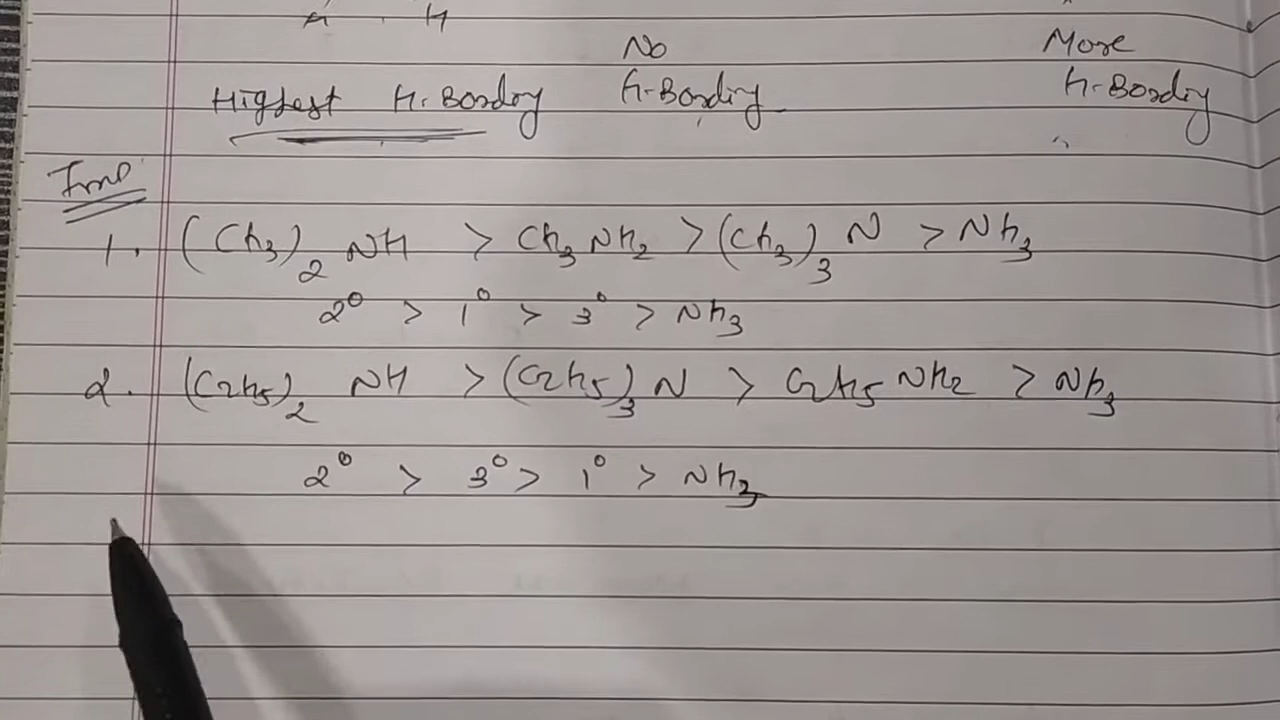 H
No More
Highest H-Bonding H-Bonding H-Bonding
Imp
1. (CH3)2 NH > CH3NH2 > (CH3)3 N > NH3
2° > 1° > 3° > NH3
2. (C2H5)2 NH > (C2H5)3 N > C2H5 NH2 > NH3
2° > 3° > 1° > NH3